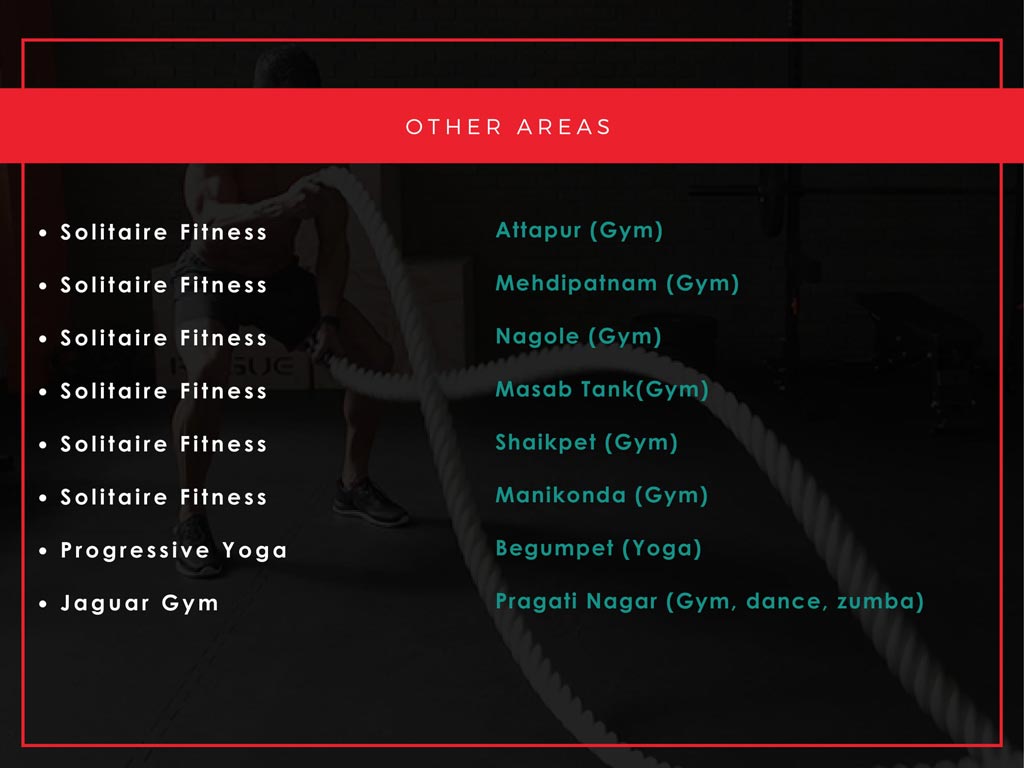 OTHER AREAS
• Solitaire Fitness Attapur (Gym)
• Solitaire Fitness Mehdipatnam (Gym)
• Solitaire Fitness Nagole (Gym)
• Solitaire Fitness Masab Tank(Gym)
• Solitaire Fitness Shaikpet (Gym)
• Solitaire Fitness Manikonda (Gym)
• Progressive Yoga Begumpet (Yoga)
• Jaguar Gym Pragati Nagar (Gym, dance, zumba)